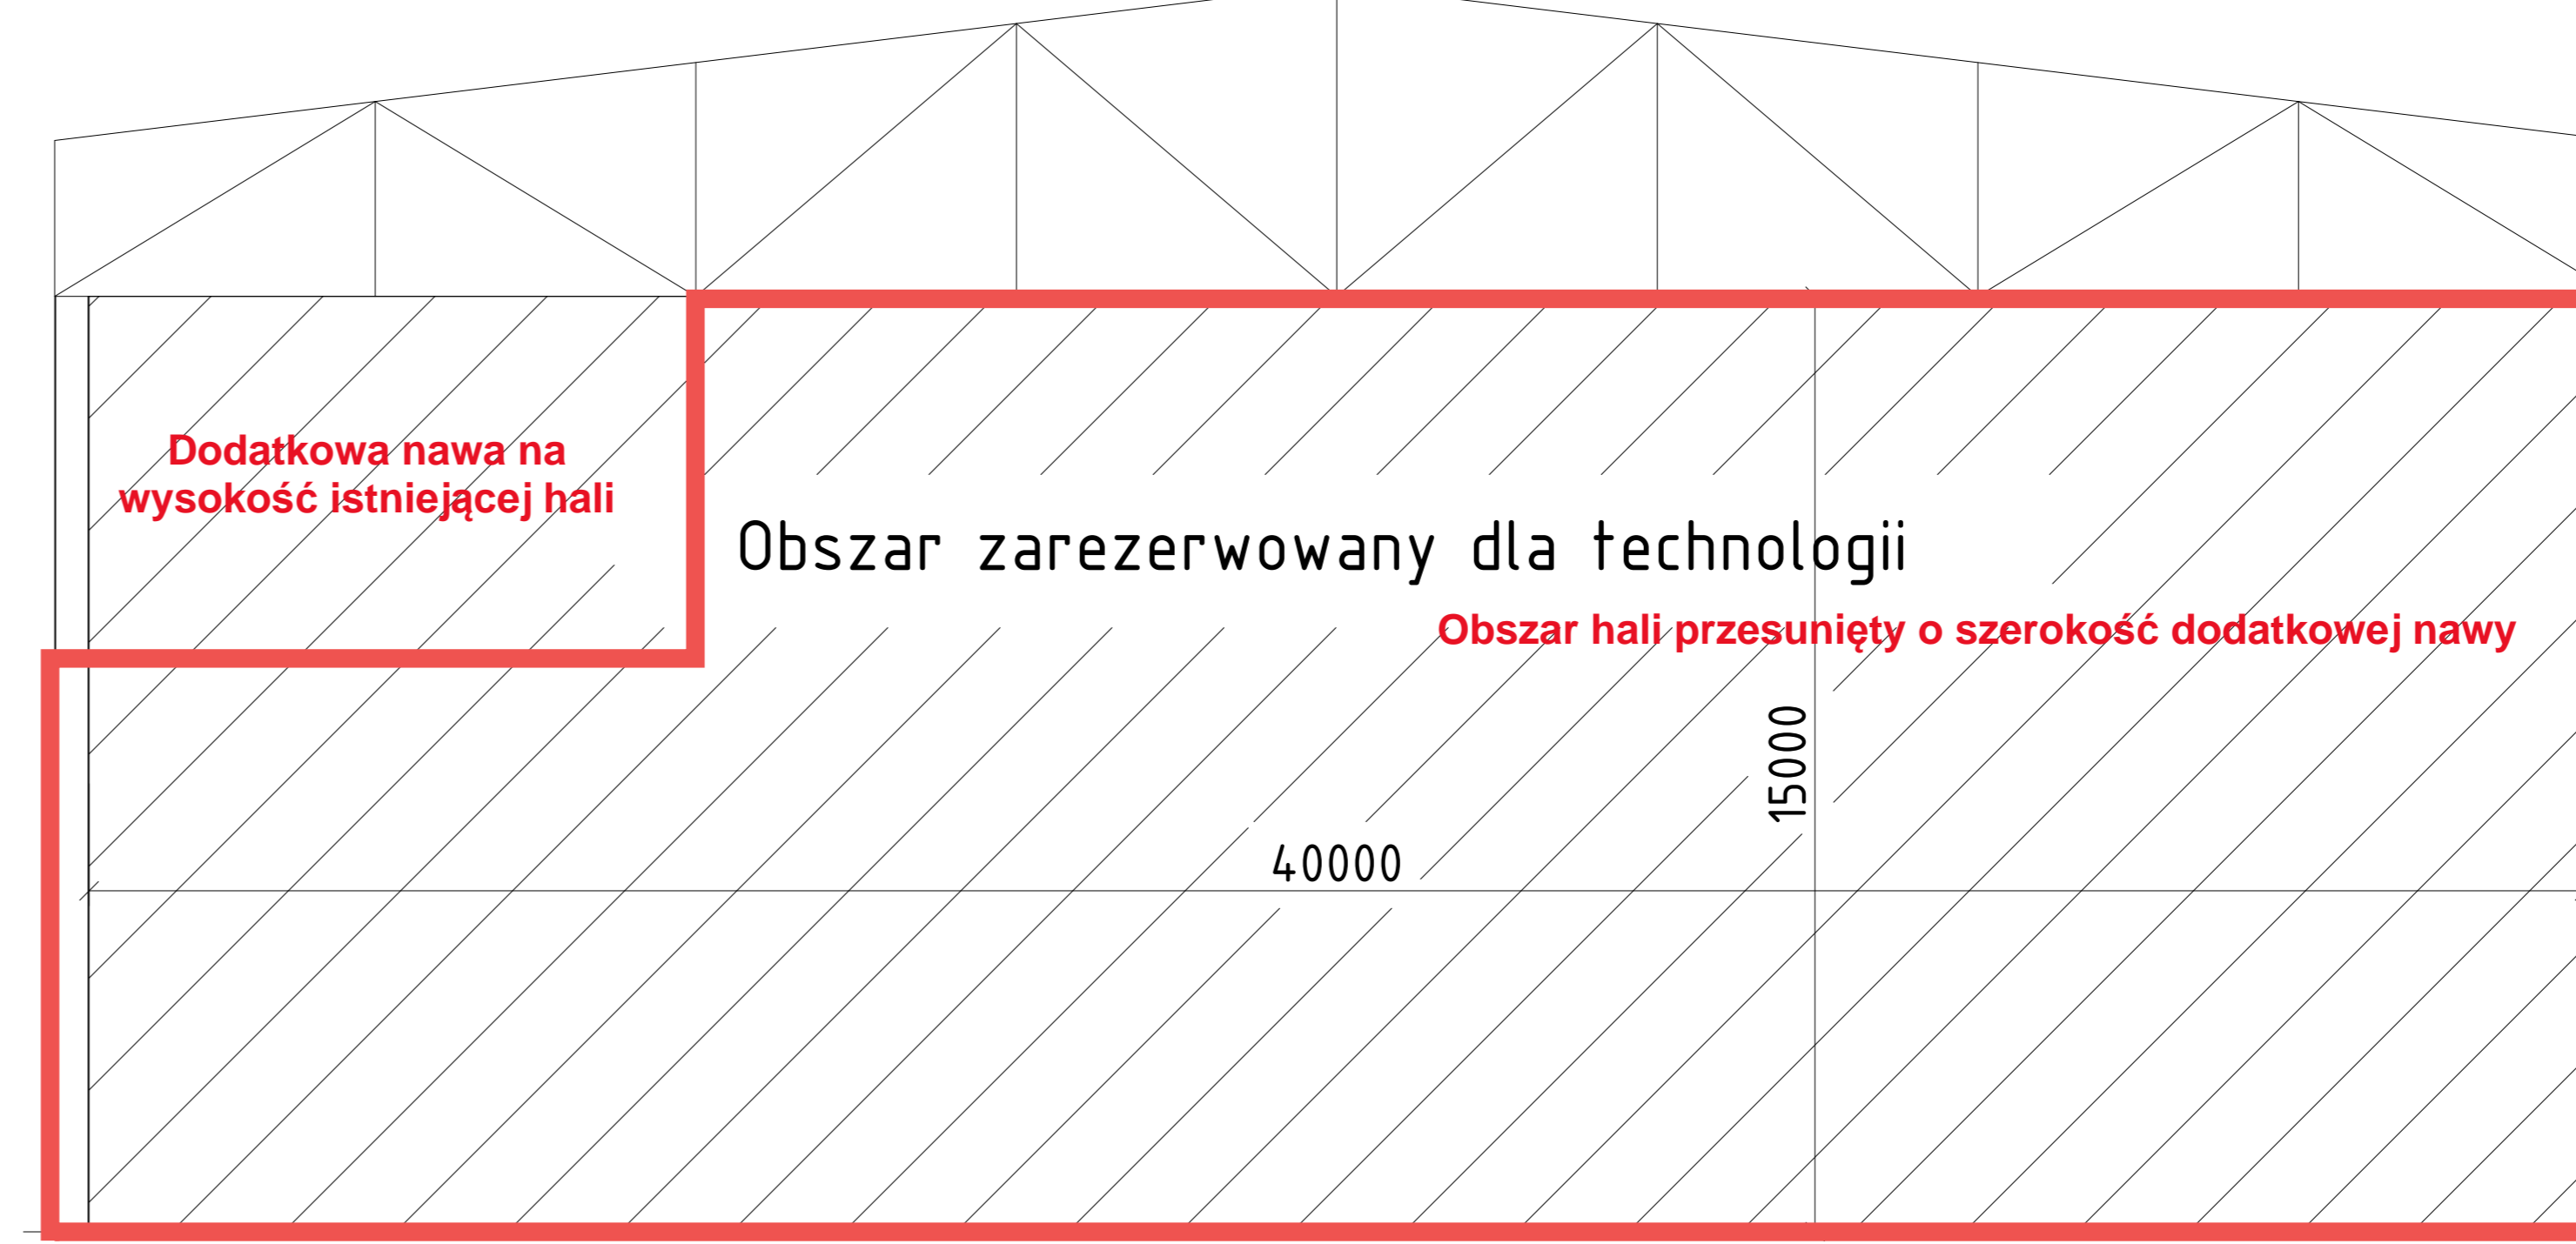 Dodatkowa nawa na
wysokość istniejącej hali
Obszar zarezerwowany dla technologii
Obszar hali przesunięty o szerokość dodatkowej nawy
15000
40000